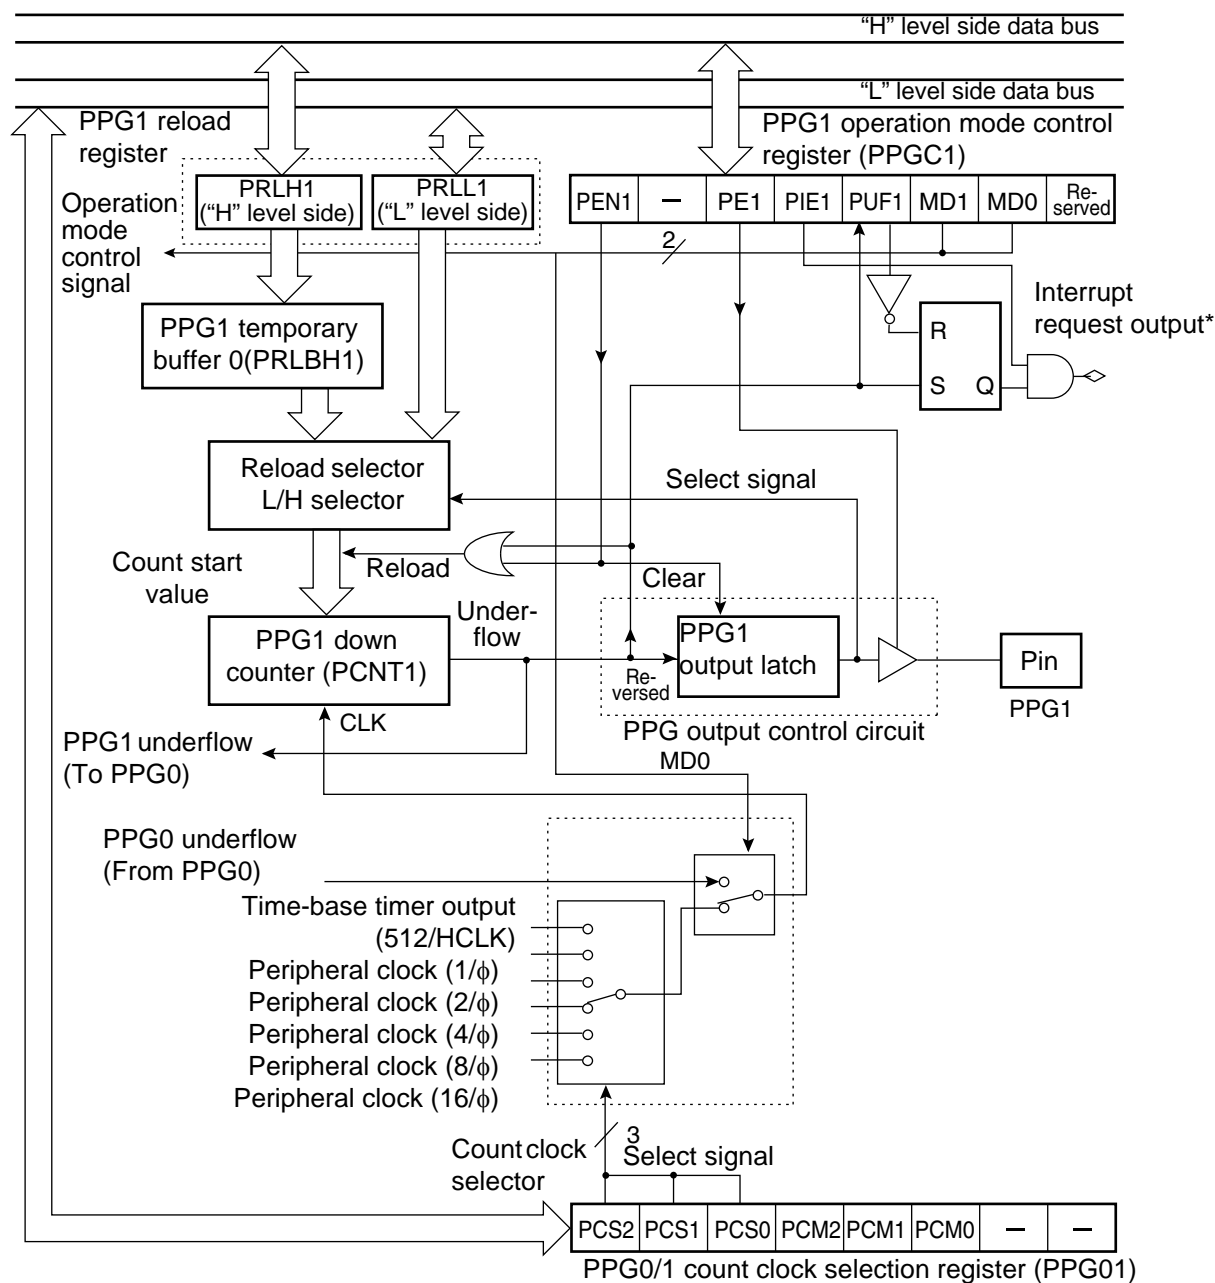 “H” level side data bus
“L” level side data bus
PPG1 reload
register
PPG1 operation mode control
register (PPGC1)
PRLH1
(“H” level side)
PRLL1
(“L” level side)
PEN1
—
PE1
PIE1
PUF1
MD1
MD0
Re-
served
Operation
mode
control
signal
2
Interrupt
request output*
PPG1 temporary
buffer 0(PRLBH1)
R
S
Q
Reload selector
L/H selector
Select signal
Count start
value
Reload
Clear
Under-
flow
PPG1 down
counter (PCNT1)
Re-
versed
PPG1
output latch
Pin
PPG1
CLK
PPG output control circuit
PPG1 underflow
(To PPG0)
MD0
PPG0 underflow
(From PPG0)
Time-base timer output
(512/HCLK)
Peripheral clock (1/ϕ)
Peripheral clock (2/ϕ)
Peripheral clock (4/ϕ)
Peripheral clock (8/ϕ)
Peripheral clock (16/ϕ)
Count clock
selector
3
Select signal
PCS2
PCS1
PCS0
PCM2
PCM1
PCM0
—
—
PPG0/1 count clock selection register (PPG01)